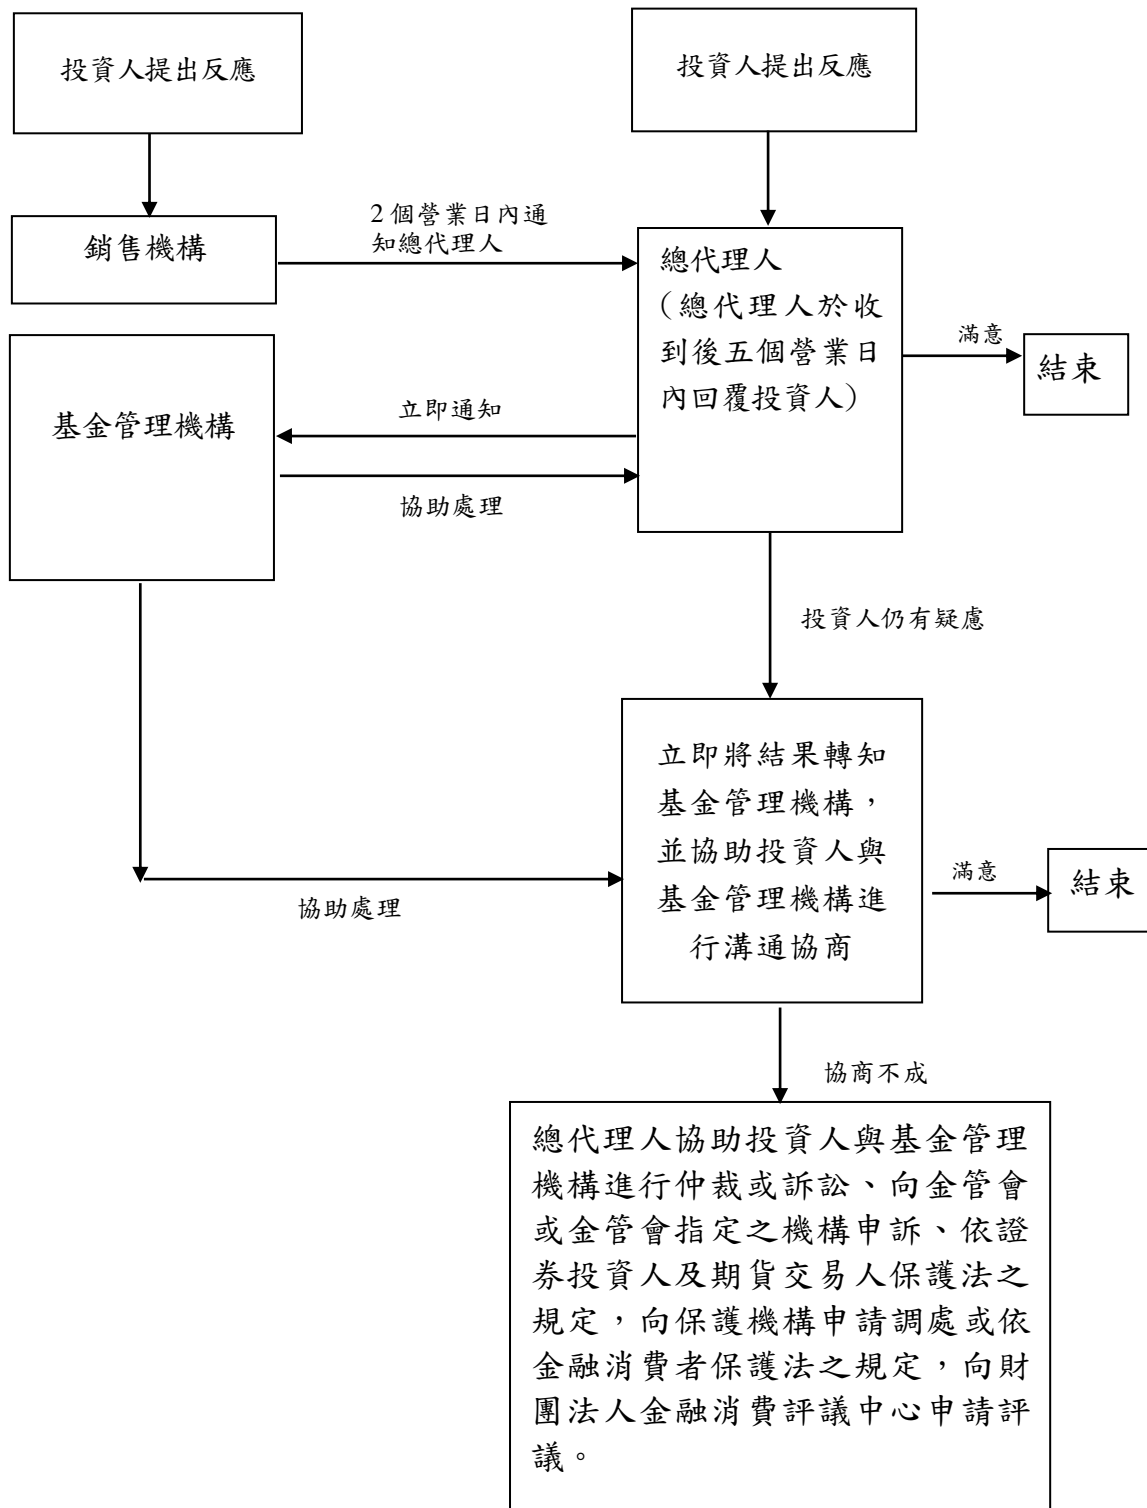 投資人提出反應
投資人提出反應
2 個營業日內通
知總代理人
銷售機構
總代理人
（總代理人於收
到後五個營業日
內回覆投資人）
滿意
結束
基金管理機構
立即通知
協助處理
投資人仍有疑慮
立即將結果轉知
基金管理機構，
並協助投資人與
基金管理機構進
行溝通協商
滿意
結束
協助處理
協商不成
總代理人協助投資人與基金管理
機構進行仲裁或訴訟、向金管會
或金管會指定之機構申訴、依證
券投資人及期貨交易人保護法之
規定，向保護機構申請調處或依
金融消費者保護法之規定，向財
團法人金融消費評議中心申請評
議。